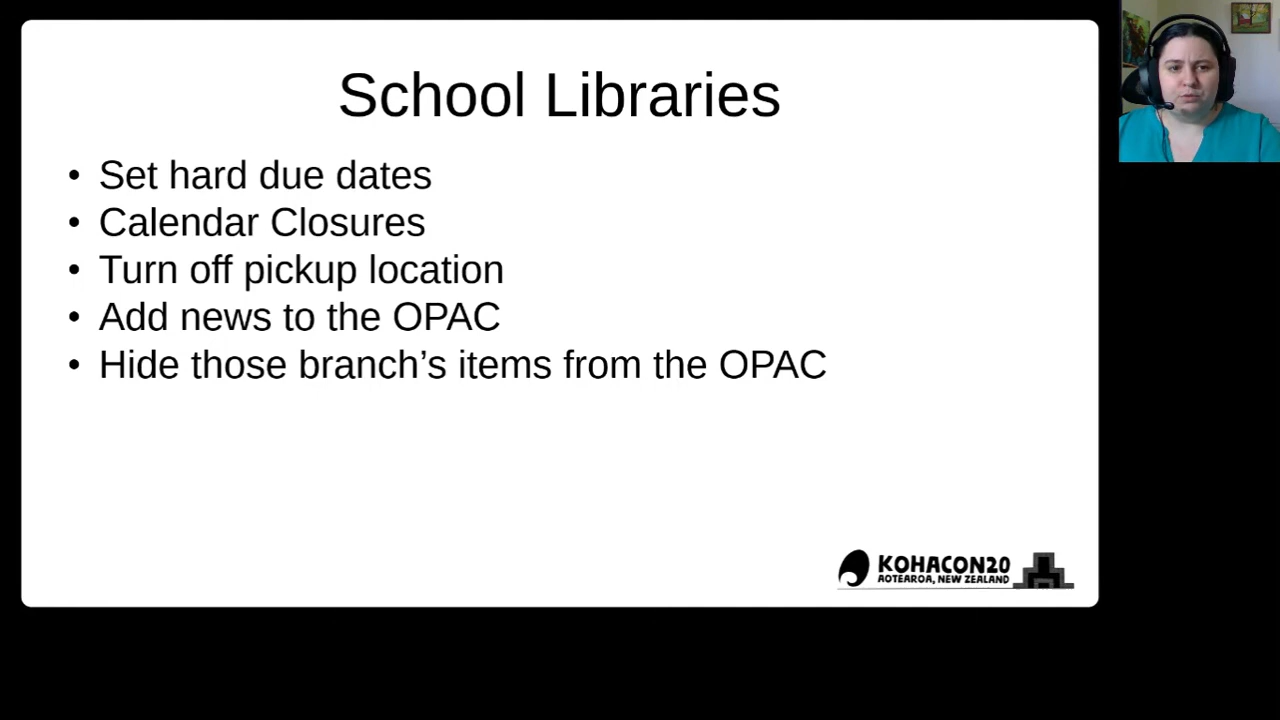 School Libraries
• Set hard due dates
• Calendar Closures
• Turn off pickup location
• Add news to the OPAC
• Hide those branch’s items from the OPAC
KOHACON20
AOTEAROA, NEW ZEALAND